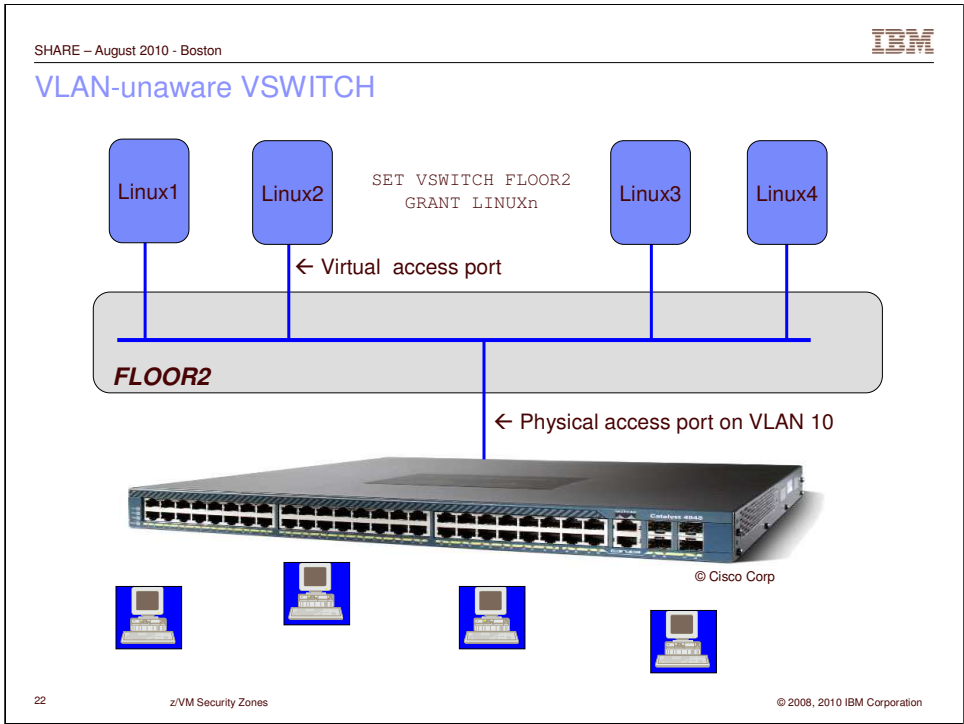 SHARE – August 2010 - Boston
IBM
VLAN-unaware VSWITCH
Linux1
Linux2
SET VSWITCH FLOOR2
GRANT LINUXn
Linux3
Linux4
← Virtual access port
FLOOR2
← Physical access port on VLAN 10
Catalyst 4948
© Cisco Corp
22
z/VM Security Zones
© 2008, 2010 IBM Corporation